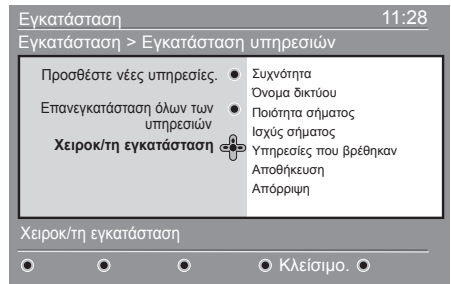 Εγκατάσταση 11:28
Εγκατάσταση > Εγκατάσταση υπηρεσιών
Προσθέστε νέες υπηρεσίες.
Επανεγκατάσταση όλων των
υπηρεσιών
Χειροκ/τη εγκατάσταση
Συχνότητα
Όνομα δικτύου
Ποιότητα σήματος
Ισχύς σήματος
Υπηρεσίες που βρέθηκαν
Αποθήκευση
Απόρριψη
Χειροκ/τη εγκατάσταση
Κλείσιμο.